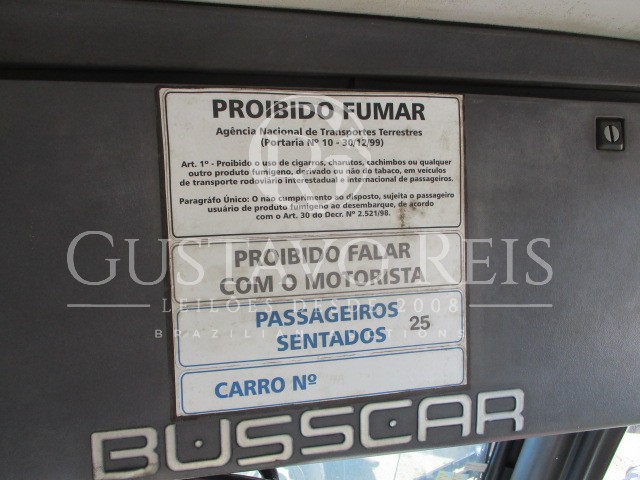 PROIBIDO FUMAR
Agência Nacional de Transportes Terrestres
(Portaria Nº 10 - 30/12/99)
Art. 1º - Proibido o uso de cigarros, charutos, cachimbos ou qualquer
outro produto fumígeno, derivado ou não do tabaco, em veículos
de transporte rodoviário interestadual e internacional de passageiros.
Parágrafo Único: O não cumprimento ao disposto, sujeita o passageiro
usuário de produto fumígeno ao desembarque, de acordo
com o Art. 30 do Decr. Nº 2.521/98.
PROIBIDO FALAR
COM O MOTORISTA
GUSTAVO REIS
LEILÕES DESDE 2008
BRAZILIAN AUCTIONS
PASSAGEIROS
SENTADOS 25
CARRO Nº
BUSSCAR